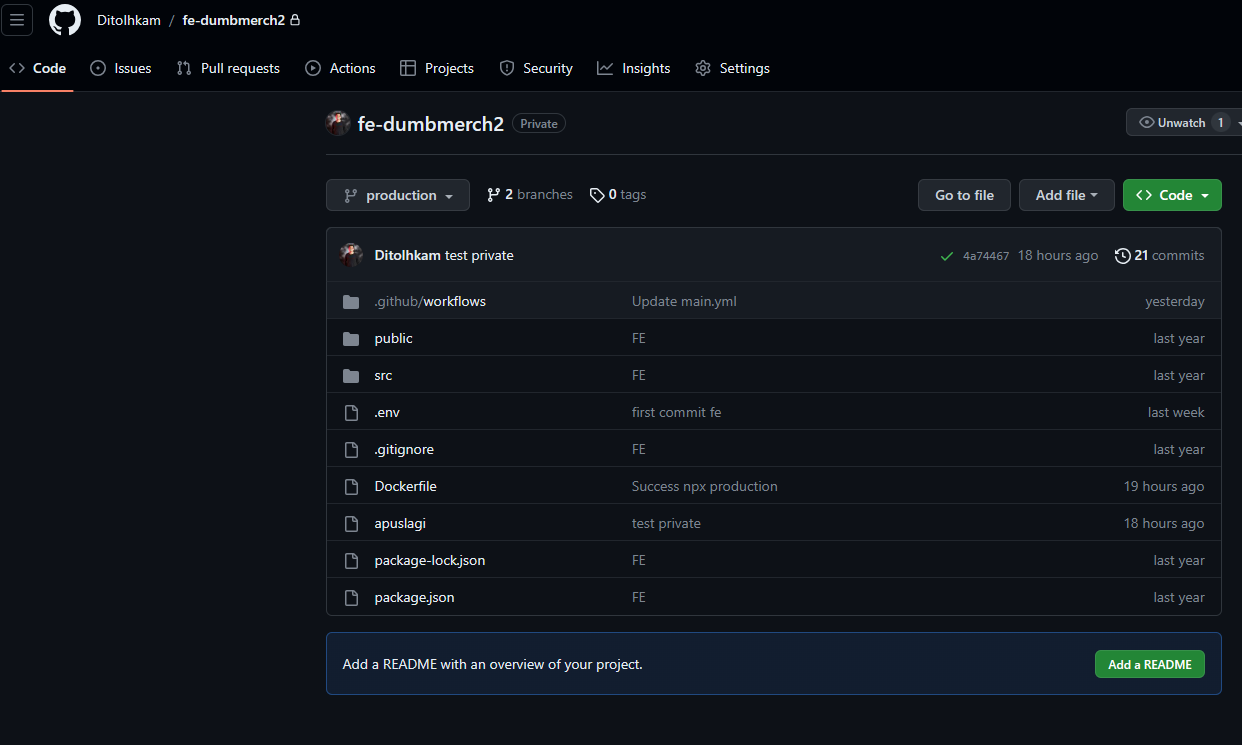 Ditolhkam / fe-dumbmerch2
Code Issues Pull requests Actions Projects Security Insights Settings
fe-dumbmerch2 Private Unwatch 1
production 2 branches 0 tags Go to file Add file Code
Ditolhkam test private 4a74467 18 hours ago 21 commits
.github/workflows Update main.yml yesterday
public FE last year
src FE last year
.env first commit fe last week
.gitignore FE last year
Dockerfile Success npx production 19 hours ago
apuslagi test private 18 hours ago
package-lock.json FE last year
package.json FE last year
Add a README with an overview of your project. Add a README